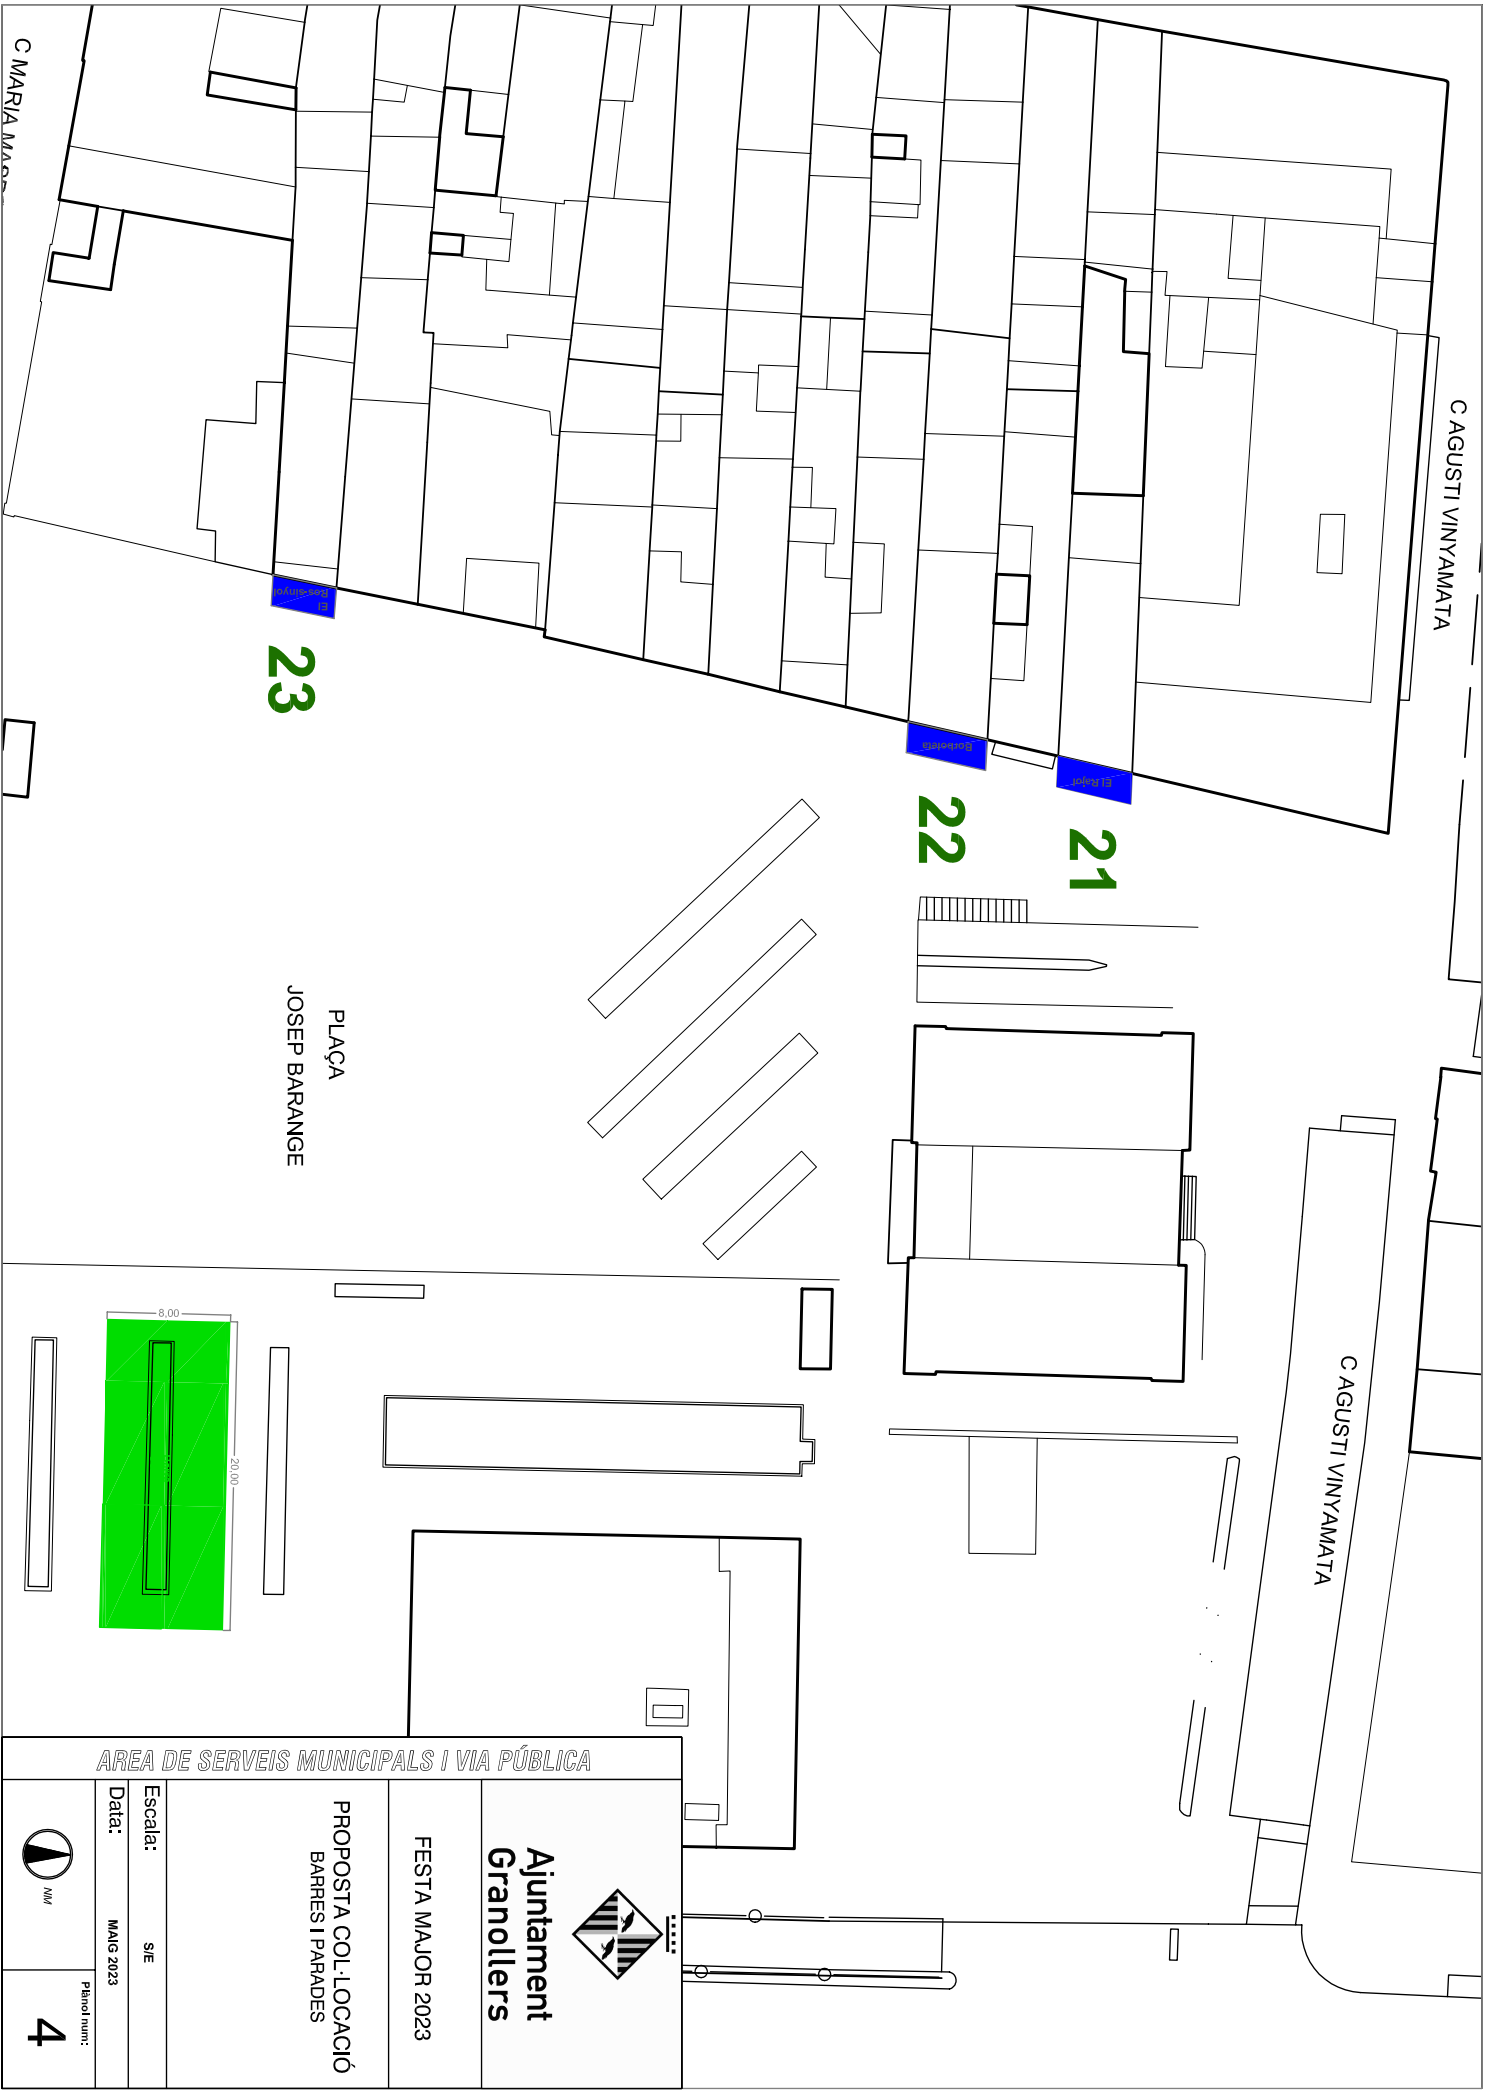 C AGUSTI VINYAMATA
C AGUSTI VINYAMATA
C MARIA
El Rajof
21
Borboleta
22
El
Ros-sinyol
23
PLAÇA
JOSEP BARANGE
8,00
20,00
Ajuntament
Granollers
FESTA MAJOR 2023
PROPOSTA COL·LOCACIÓ
BARRES I PARADES
Escala: S/E
Data: MAIG 2023
NM
Plànol num:
4
AREA DE SERVEIS MUNICIPALS I VIA PÚBLICA